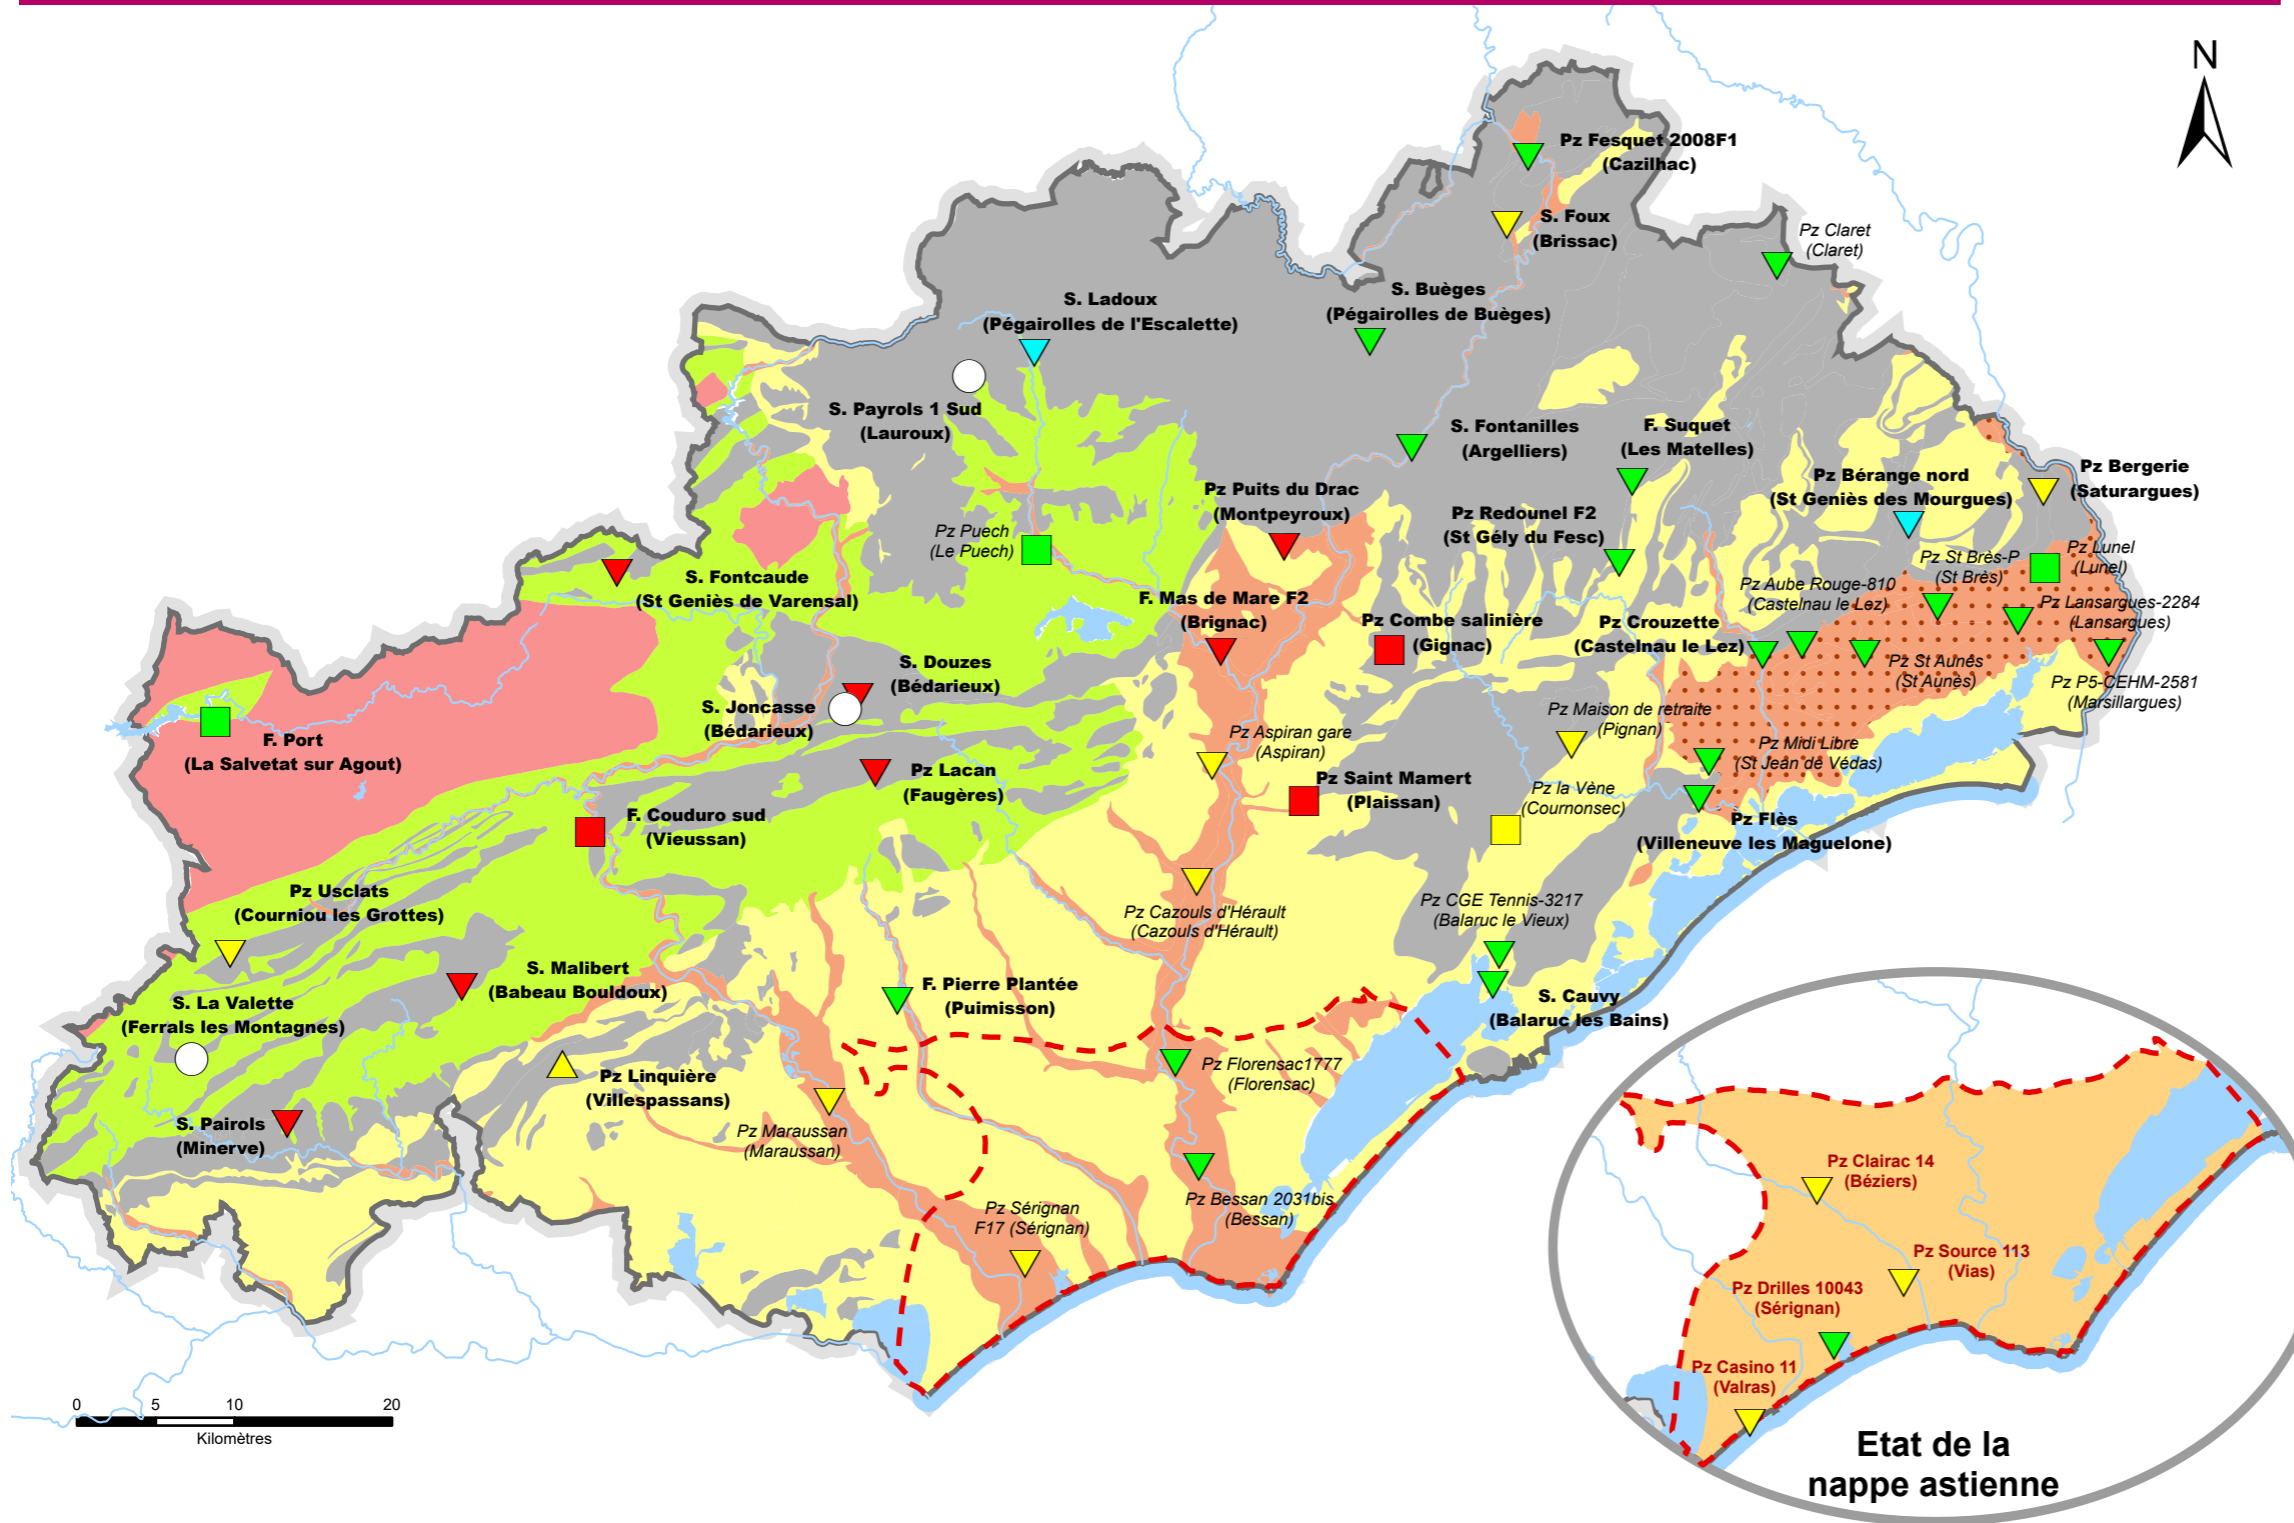 N
Pz Fesquet 2008F1
(Cazilhac)
S. Foux
(Brissac)
Pz Claret
(Claret)
S. Ladoux
(Pégairolles de l'Escalette)
S. Buèges
(Pégairolles de Buèges)
S. Payrols 1 Sud
(Lauroux)
S. Fontanilles
(Argelliers)
F. Suquet
(Les Matelles)
Pz Bérange nord
(St Geniès des Mourgues)
Pz Bergerie
(Saturargues)
Pz Puits du Drac
(Montpeyroux)
Pz Redounel F2
(St Gély du Fesc)
Pz Puech
(Le Puech)
Pz St Brès-P
(St Brès)
Pz Lunel
(Lunel)
S. Fontcaude
(St Geniès de Varensal)
Pz Aube Rouge-810
(Castelnau le Lez)
F. Mas de Mare F2
(Brignac)
Pz Combe salinière
(Gignac)
Pz Crouzette
(Castelnau le Lez)
Pz Lansargues-2284
(Lansargues)
S. Douzes
(Bédarieux)
Pz St Aunés
(St Aunès)
Pz P5-CEHM-2581
(Marsillargues)
S. Joncasse
(Bédarieux)
Pz Maison de retraite
(Pignan)
F. Port
(La Salvetat sur Agout)
Pz Aspiran gare
(Aspiran)
Pz Midi Libre
(St Jean de Védas)
Pz Lacan
(Faugères)
Pz Saint Mamert
(Plaissan)
Pz la Vène
(Cournonsec)
F. Couduro sud
(Vieussan)
Pz Flès
(Villeneuve les Maguelone)
Pz Usclats
(Courniou les Grottes)
Pz Cazouls d'Hérault
(Cazouls d'Hérault)
Pz CGE Tennis-3217
(Balaruc le Vieux)
S. Malibert
(Babeau Bouldoux)
F. Pierre Plantée
(Puimisson)
S. La Valette
(Ferrals les Montagnes)
S. Cauvy
(Balaruc les Bains)
Pz Linquière
(Villespassans)
Pz Florensac1777
(Florensac)
S. Pairols
(Minerve)
Pz Maraussan
(Maraussan)
Pz Bessan 2031bis
(Bessan)
Pz Sérignan
F17 (Sérignan)
Pz Clairac 14
(Béziers)
Pz Source 113
(Vias)
Pz Drilles 10043
(Sérignan)
Pz Casino 11
(Valras)
0 5 10 20
Kilomètres
Etat de la
nappe astienne